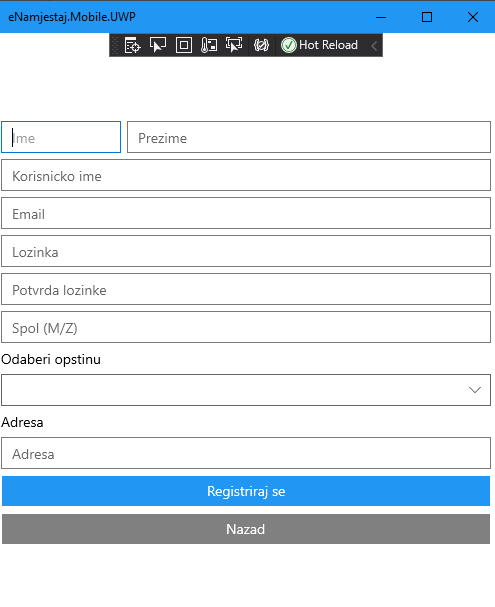 eNamjestaj.Mobile.UWP
Hot Reload
Ime Prezime
Korisnicko ime
Email
Lozinka
Potvrda lozinke
Spol (M/Z)
Odaberi opstinu
Adresa
Adresa
Registriraj se
Nazad